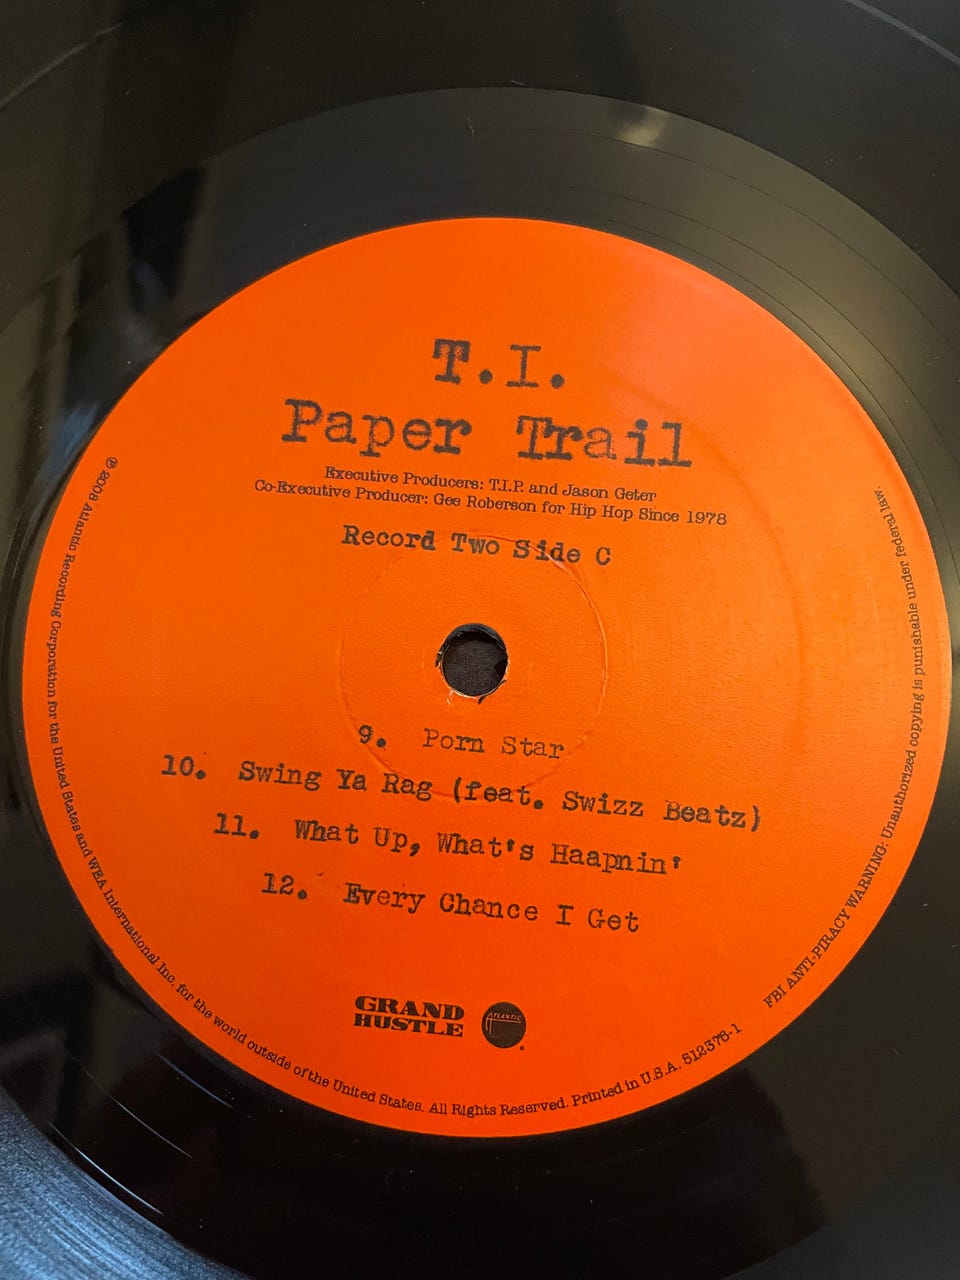 T.I.
Paper Trail
Executive Producers: T.I.P. and Jason Geter
Co-Executive Producer: Gee Roberson for Hip Hop Since 1978
Record Two Side C
9. Porn Star
10. Swing Ya Rag (feat. Swizz Beatz)
11. What Up, What's Haapnin'
12. Every Chance I Get
GRAND
HUSTLE
ATLANTIC
℗ 2008 Atlantic Recording Corporation for the United States and WEA International Inc. for the world outside of the United States. All Rights Reserved. Printed in U.S.A. 512376-1
FBI ANTI-PIRACY WARNING: Unauthorized copying is punishable under federal law.